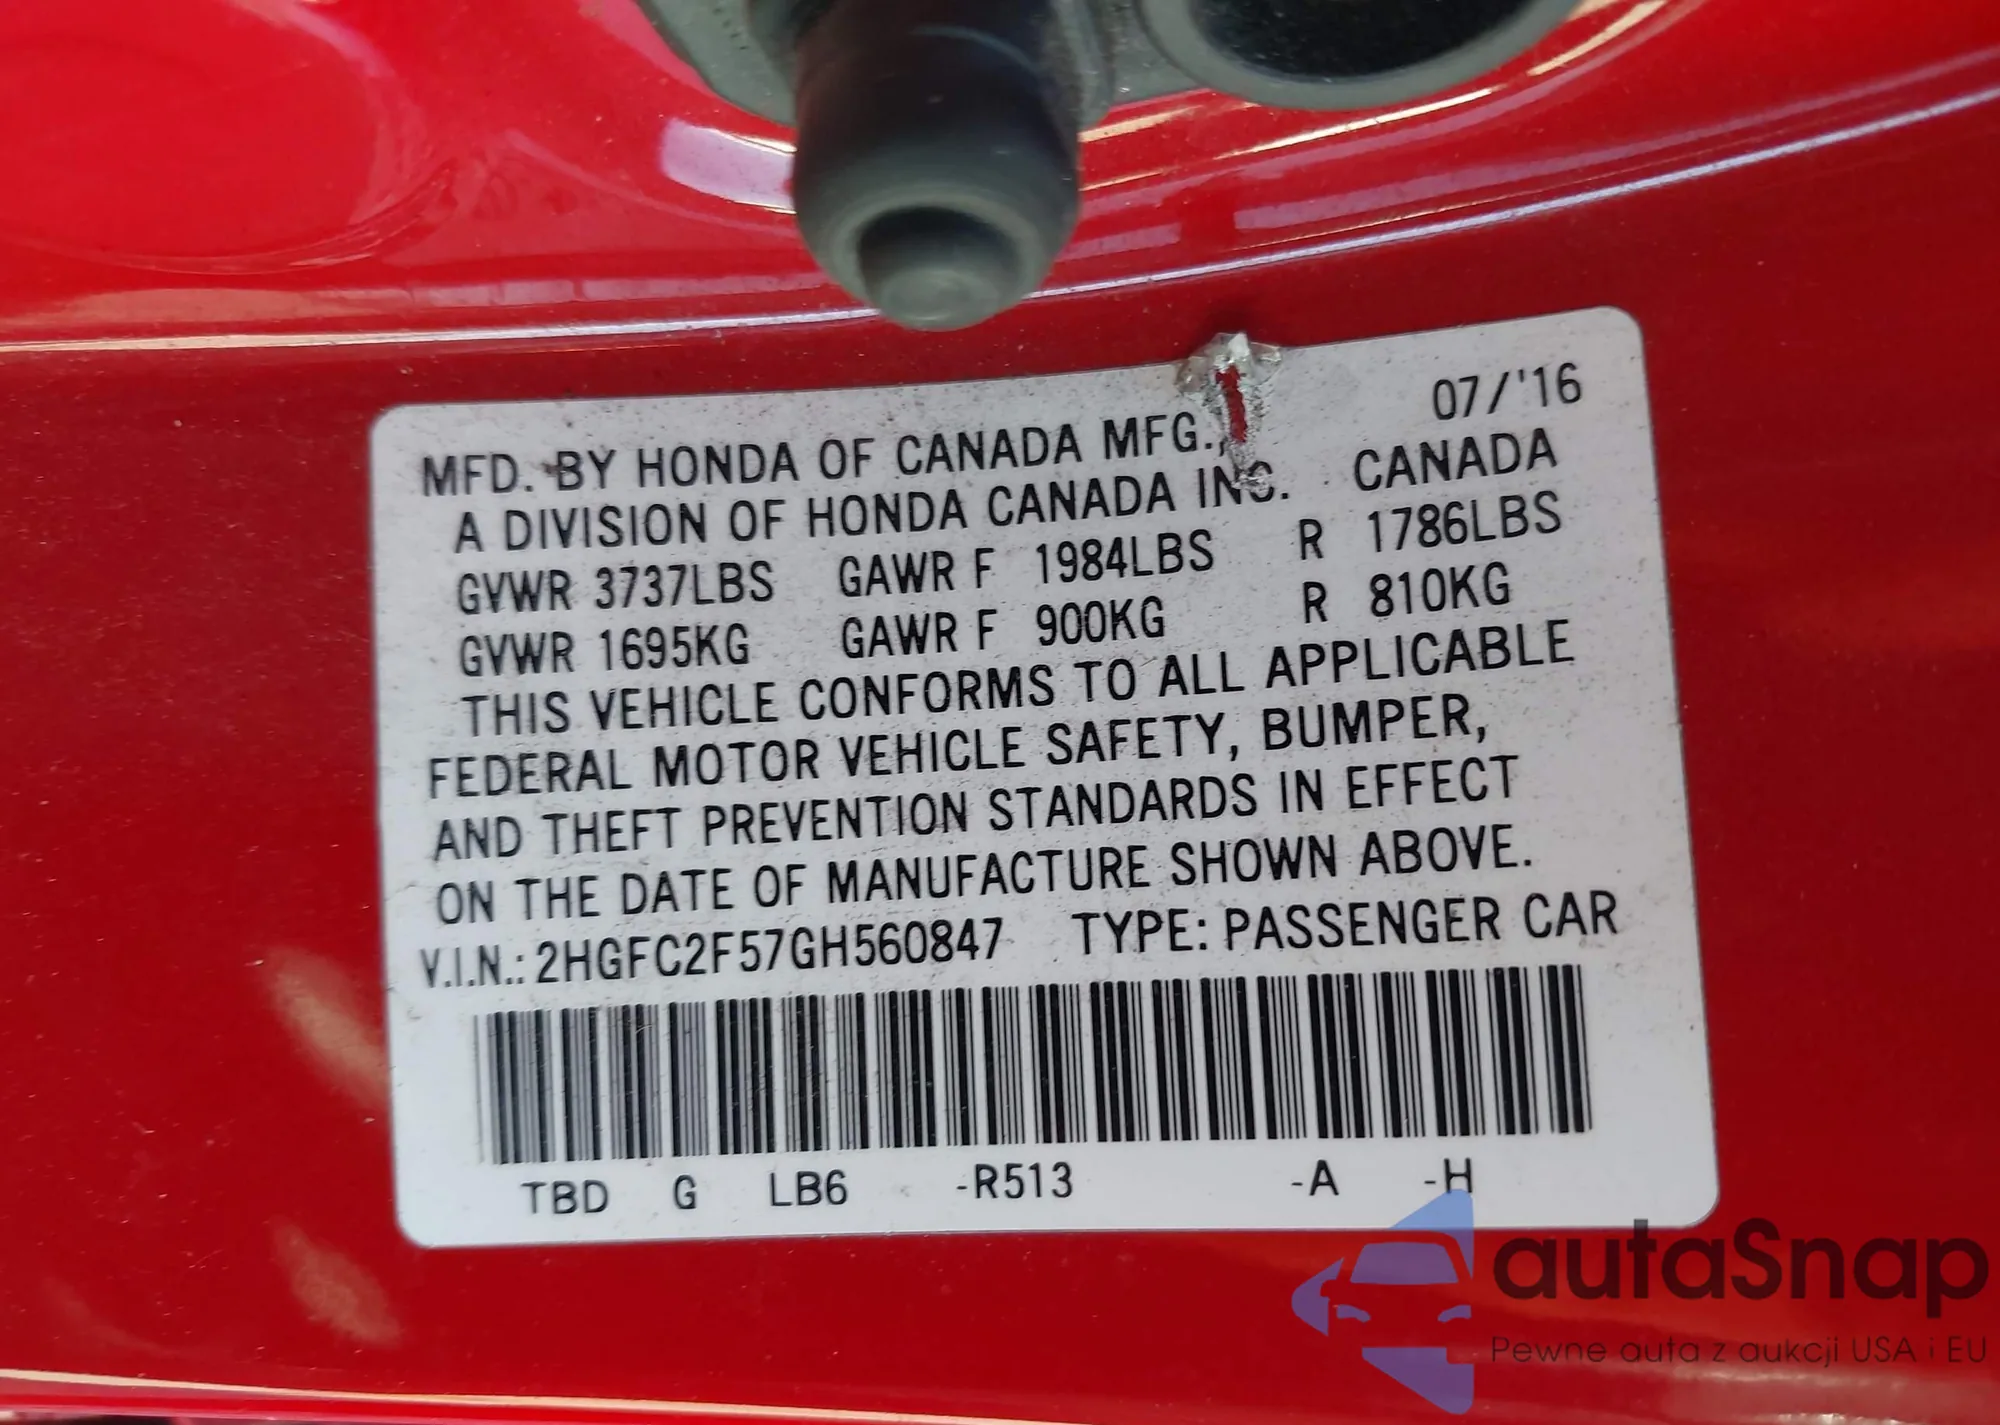 07/'16
MFD. BY HONDA OF CANADA MFG.,
A DIVISION OF HONDA CANADA INC. CANADA
GVWR 3737LBS GAWR F 1984LBS R 1786LBS
GVWR 1695KG GAWR F 900KG R 810KG
THIS VEHICLE CONFORMS TO ALL APPLICABLE
FEDERAL MOTOR VEHICLE SAFETY, BUMPER,
AND THEFT PREVENTION STANDARDS IN EFFECT
ON THE DATE OF MANUFACTURE SHOWN ABOVE.
V.I.N.: 2HGFC2F57GH560847 TYPE: PASSENGER CAR
TBD G LB6 -R513 -A -H
autaSnap
Pewne auta z aukcji USA i EU